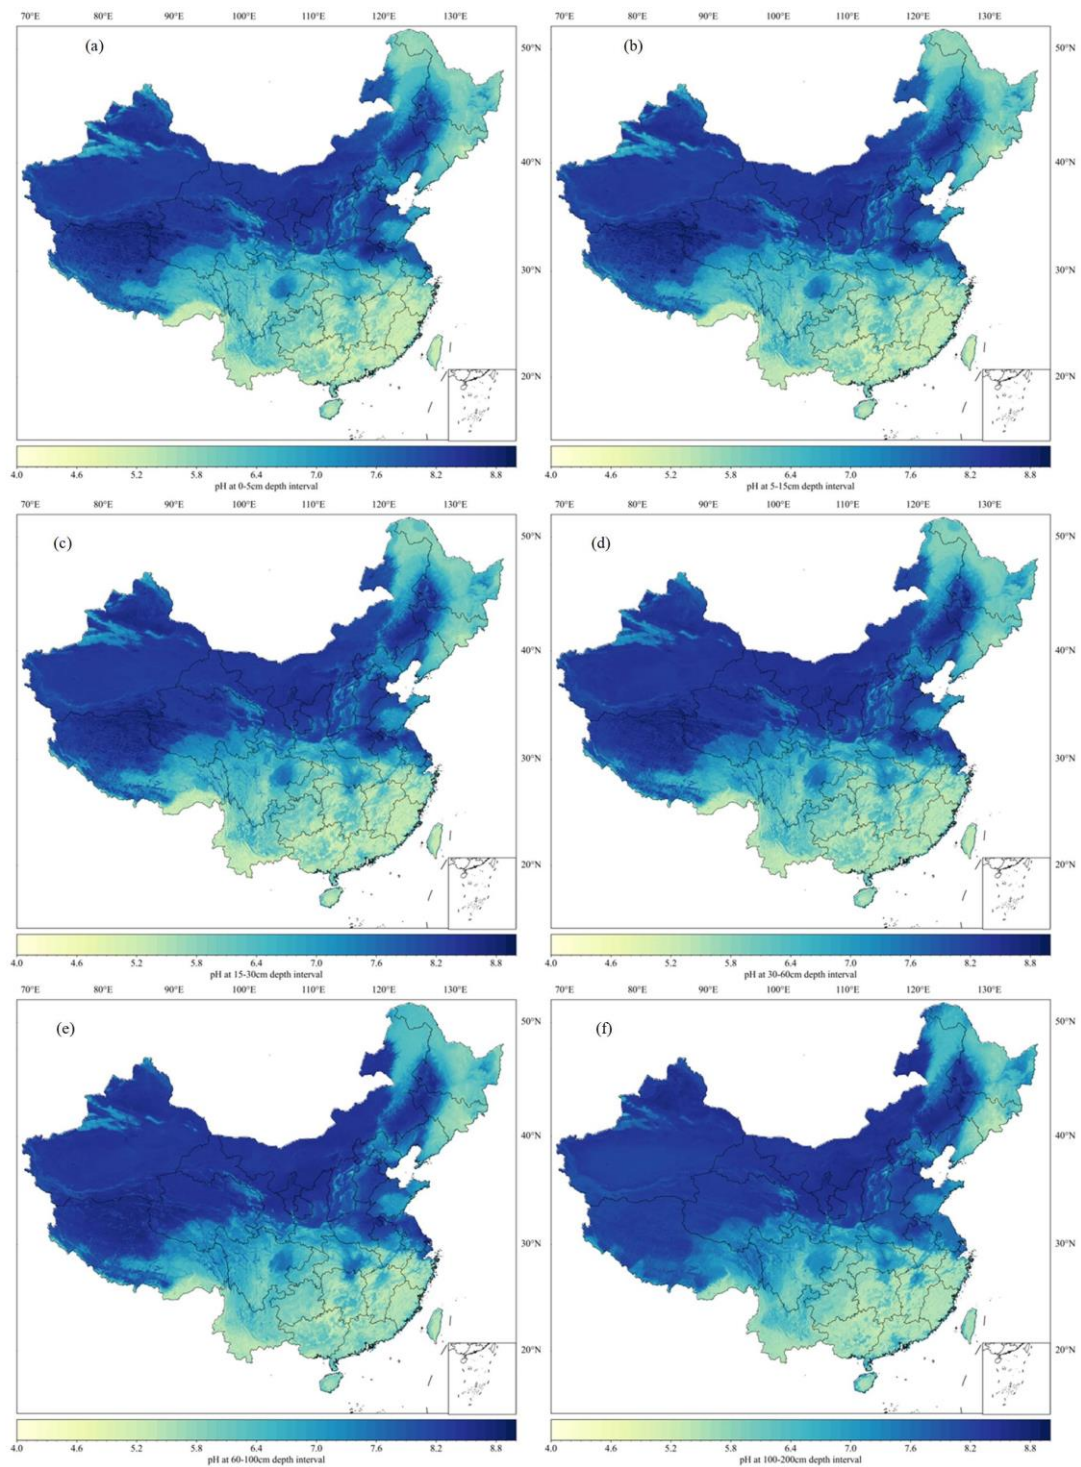 70°E 80°E 90°E 100°E 110°E 120°E 130°E 70°E 80°E 90°E 100°E 110°E 120°E 130°E
(a) (b)
50°N 50°N
40°N 40°N
30°N 30°N
20°N 20°N
4.0 4.6 5.2 5.8 6.4 7.0 7.6 8.2 8.8 4.0 4.6 5.2 5.8 6.4 7.0 7.6 8.2 8.8
pH at 0-5cm depth interval pH at 5-15cm depth interval
70°E 80°E 90°E 100°E 110°E 120°E 130°E 70°E 80°E 90°E 100°E 110°E 120°E 130°E
(c) (d)
50°N 50°N
40°N 40°N
30°N 30°N
20°N 20°N
4.0 4.6 5.2 5.8 6.4 7.0 7.6 8.2 8.8 4.0 4.6 5.2 5.8 6.4 7.0 7.6 8.2 8.8
pH at 15-30cm depth interval pH at 30-60cm depth interval
70°E 80°E 90°E 100°E 110°E 120°E 130°E 70°E 80°E 90°E 100°E 110°E 120°E 130°E
(e) (f)
50°N 50°N
40°N 40°N
30°N 30°N
20°N 20°N
4.0 4.6 5.2 5.8 6.4 7.0 7.6 8.2 8.8 4.0 4.6 5.2 5.8 6.4 7.0 7.6 8.2 8.8
pH at 60-100cm depth interval pH at 100-200cm depth interval